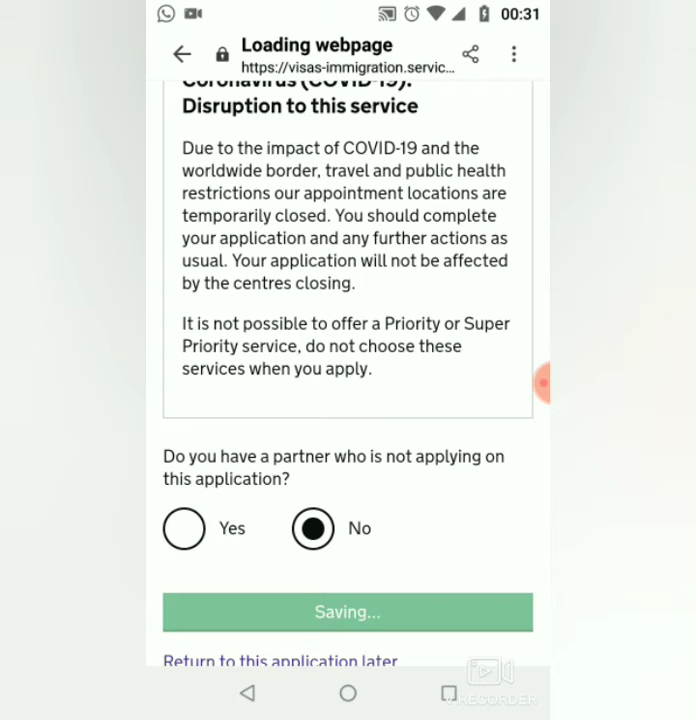 00:31
Loading webpage
https://visas-immigration.servic...
Coronavirus (COVID-19):
Disruption to this service
Due to the impact of COVID-19 and the
worldwide border, travel and public health
restrictions our appointment locations are
temporarily closed. You should complete
your application and any further actions as
usual. Your application will not be affected
by the centres closing.
It is not possible to offer a Priority or Super
Priority service, do not choose these
services when you apply.
Do you have a partner who is not applying on
this application?
Yes No
Saving...
Return to this application later
V RECORDER